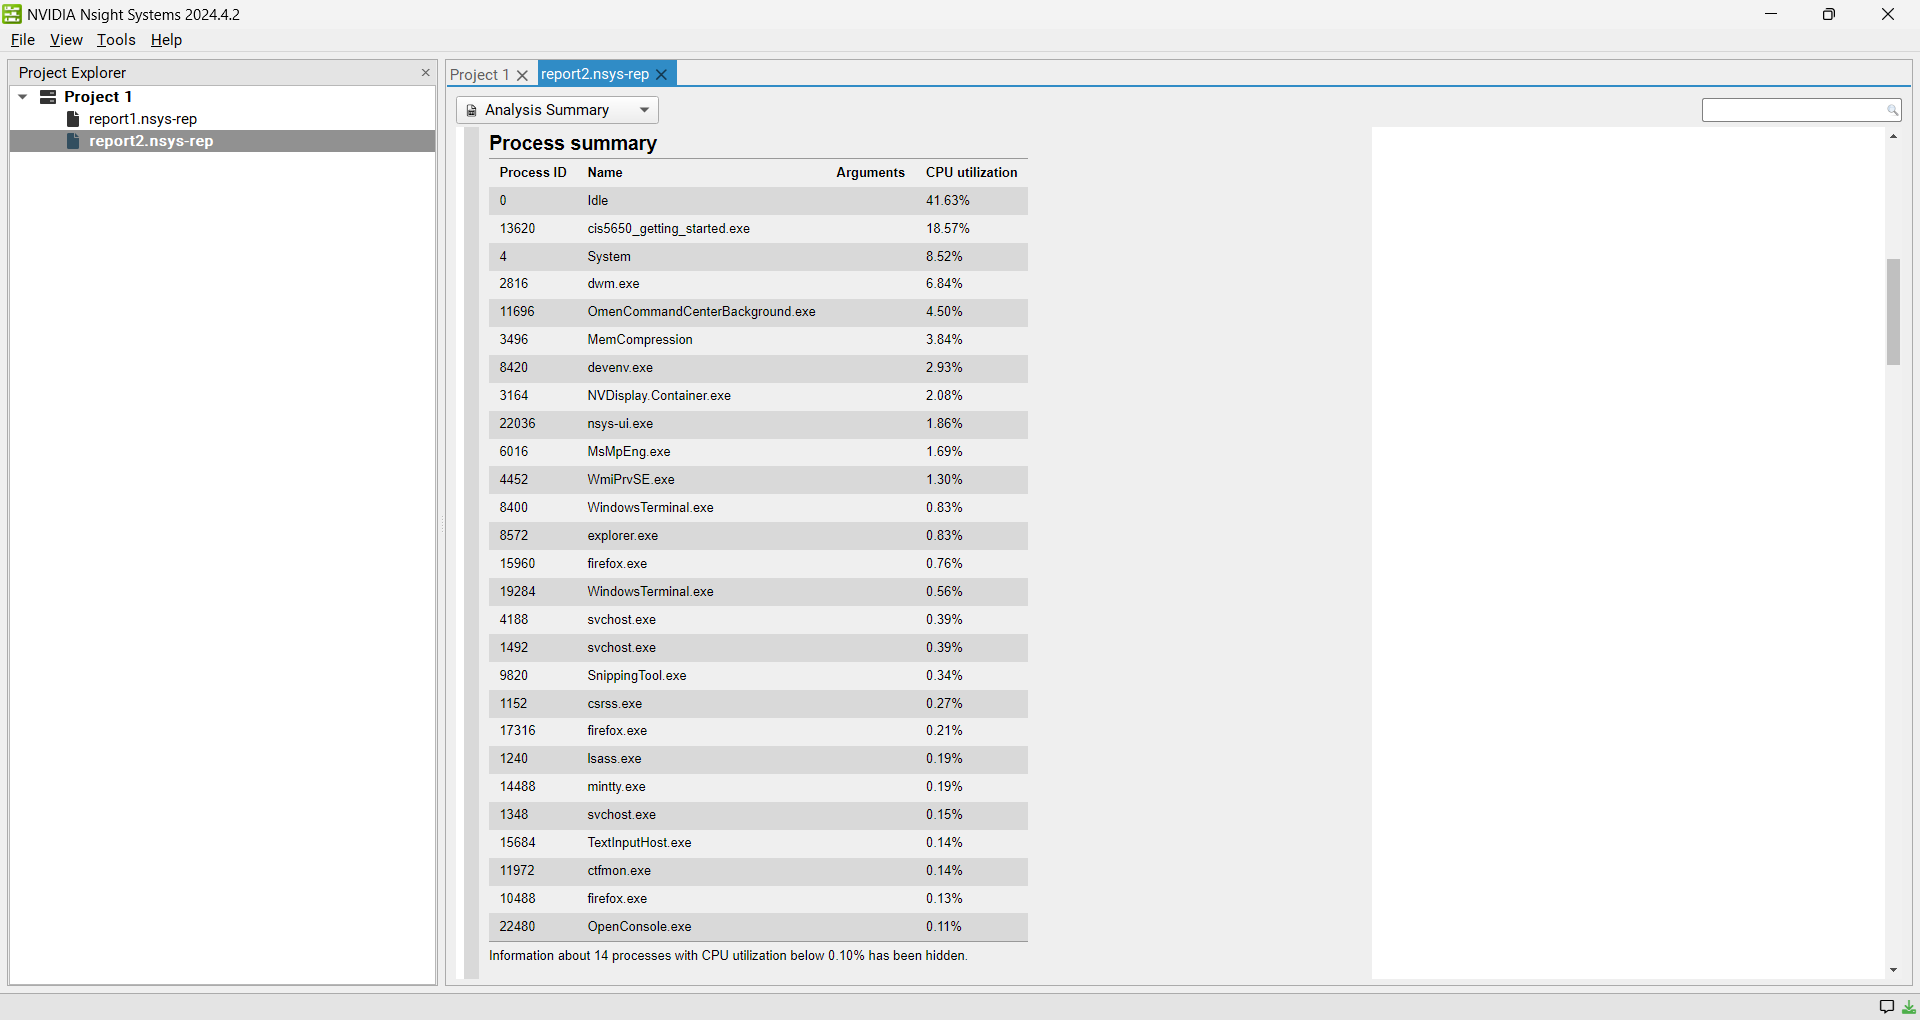 NVIDIA Nsight Systems 2024.4.2
File View Tools Help
Project Explorer
Project 1
report1.nsys-rep
report2.nsys-rep
Project 1 report2.nsys-rep
Analysis Summary
Process summary
Process ID Name Arguments CPU utilization
0 Idle 41.63%
13620 cis5650_getting_started.exe 18.57%
4 System 8.52%
2816 dwm.exe 6.84%
11696 OmenCommandCenterBackground.exe 4.50%
3496 MemCompression 3.84%
8420 devenv.exe 2.93%
3164 NVDisplay.Container.exe 2.08%
22036 nsys-ui.exe 1.86%
6016 MsMpEng.exe 1.69%
4452 WmiPrvSE.exe 1.30%
8400 WindowsTerminal.exe 0.83%
8572 explorer.exe 0.83%
15960 firefox.exe 0.76%
19284 WindowsTerminal.exe 0.56%
4188 svchost.exe 0.39%
1492 svchost.exe 0.39%
9820 SnippingTool.exe 0.34%
1152 csrss.exe 0.27%
17316 firefox.exe 0.21%
1240 lsass.exe 0.19%
14488 mintty.exe 0.19%
1348 svchost.exe 0.15%
15684 TextInputHost.exe 0.14%
11972 ctfmon.exe 0.14%
10488 firefox.exe 0.13%
22480 OpenConsole.exe 0.11%
Information about 14 processes with CPU utilization below 0.10% has been hidden.